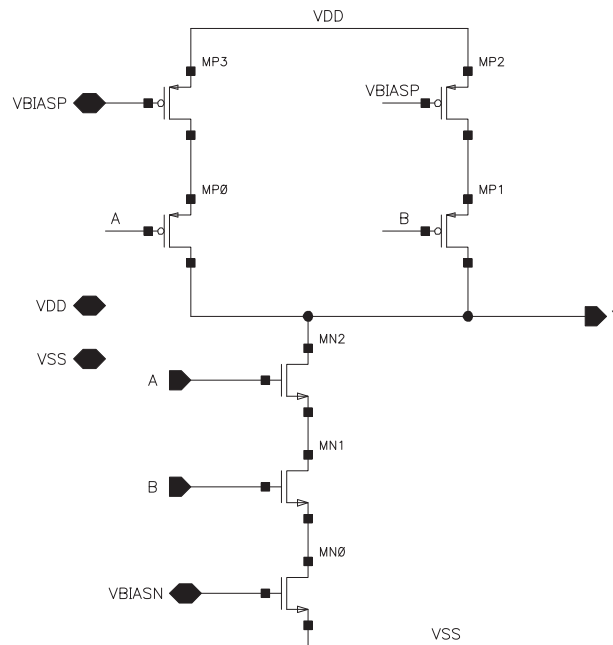 VDD
MP3
MP2
VBIASP
VBIASP
MPØ
MP1
A
B
VDD
MN2
VSS
A
MN1
B
MNØ
VBIASN
VSS